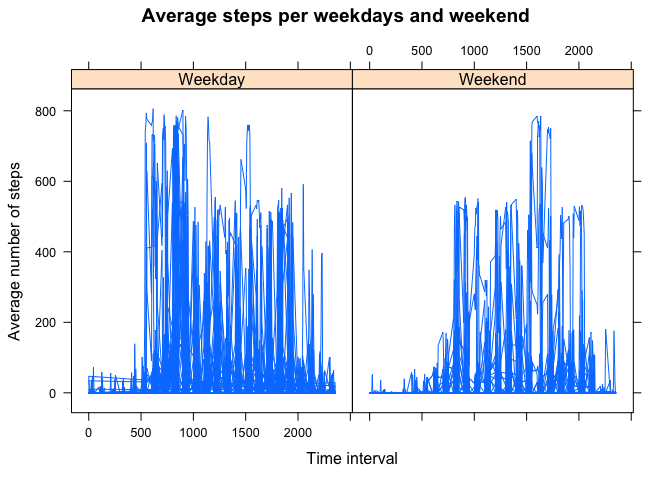 Average steps per weekdays and weekend
0 500 1000 1500 2000
Weekday Weekend
800
600
400
200
0
Average number of steps
0 500 1000 1500 2000
Time interval